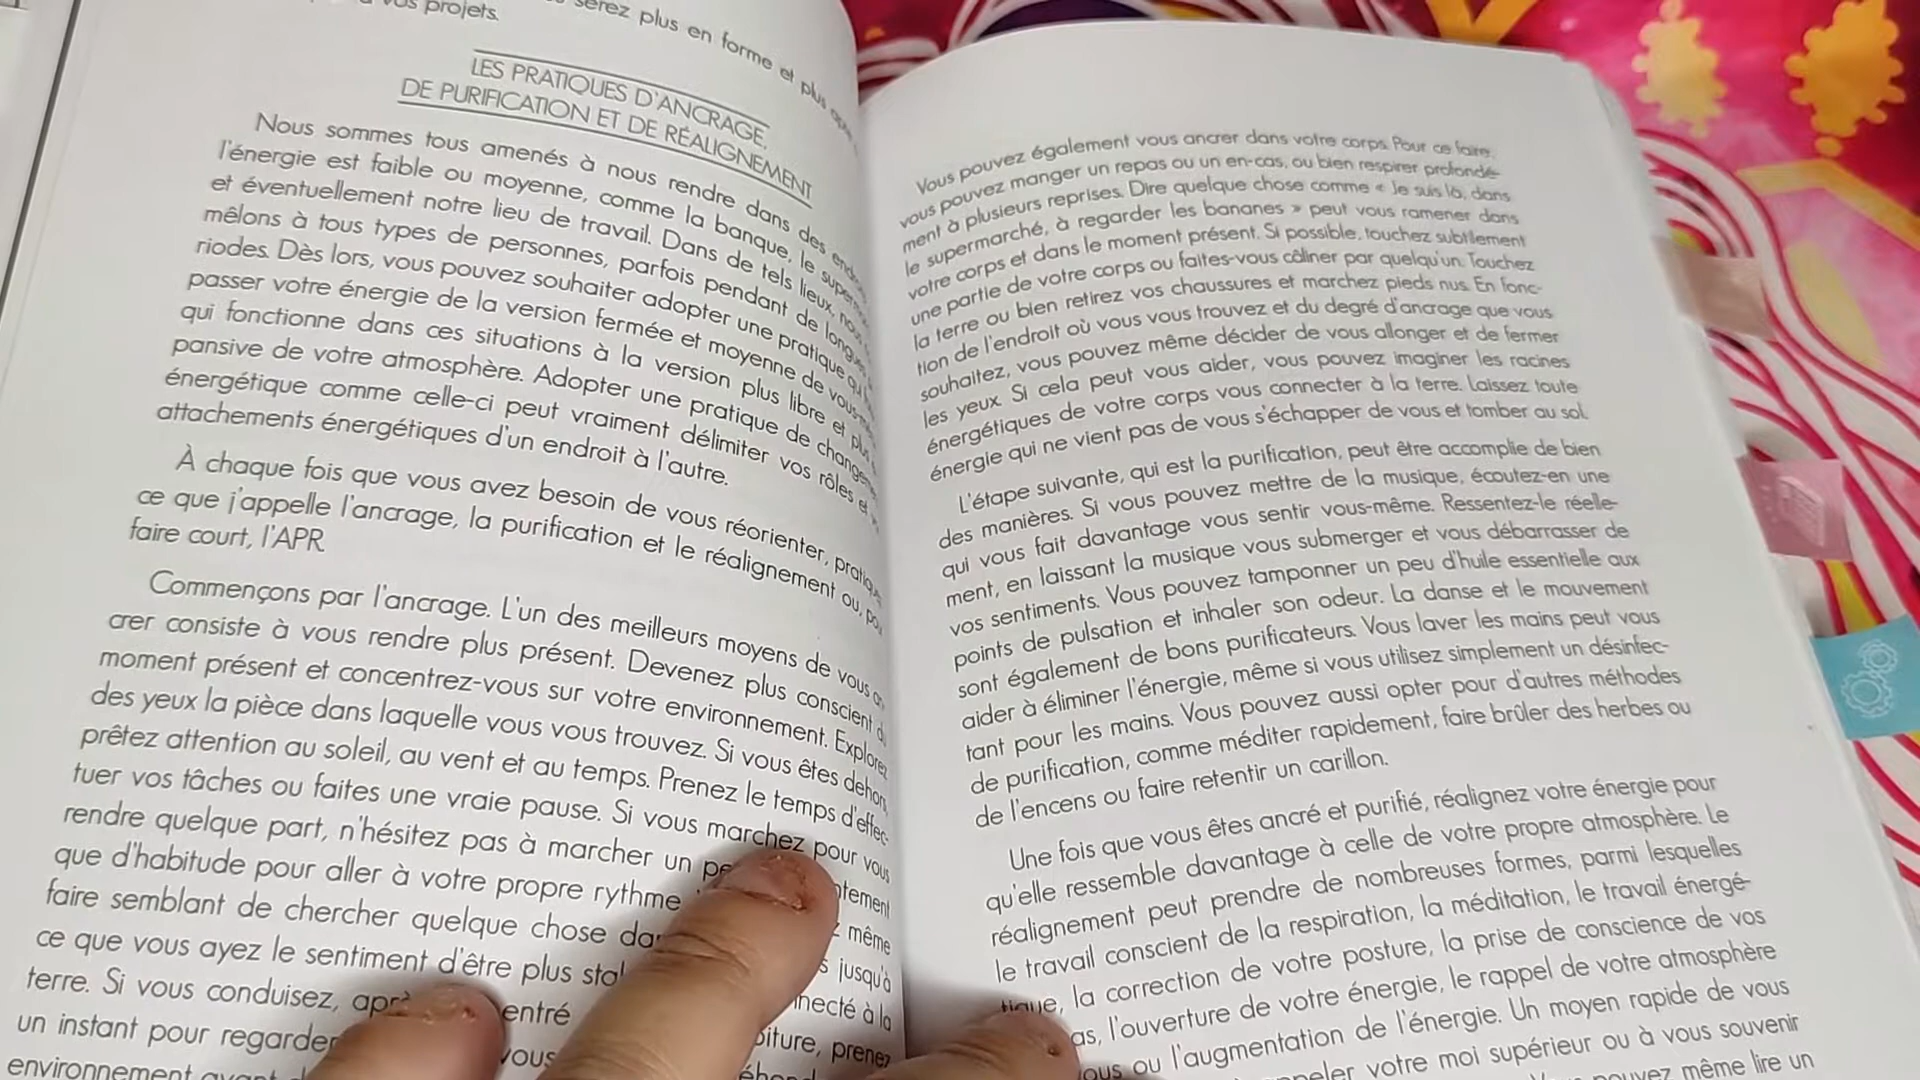 serez plus en forme et plus
vos projets.
LES PRATIQUES D'ANCRAGE,
DE PURIFICATION ET DE RÉALIGNEMENT
Nous sommes tous amenés à nous rendre dans des
l'énergie est faible ou moyenne, comme la banque, le
et éventuellement notre lieu de travail. Dans de tels lieux, nous
mêlons à tous types de personnes, parfois pendant de longues
riodes. Dès lors, vous pouvez souhaiter adopter une pratique
passer votre énergie de la version fermée et moyenne de
qui fonctionne dans ces situations à la version plus libre et
pansive de votre atmosphère. Adopter une pratique de
énergétique comme celle-ci peut vraiment délimiter vos rôles et
attachements énergétiques d'un endroit à l'autre.
À chaque fois que vous avez besoin de vous réorienter,
ce que j'appelle l'ancrage, la purification et le réalignement ou,
faire court, l'APR.
Commençons par l'ancrage. L'un des meilleurs moyens de vous
crer consiste à vous rendre plus présent. Devenez plus conscient du
moment présent et concentrez-vous sur votre environnement. Explorez
des yeux la pièce dans laquelle vous vous trouvez. Si vous êtes dehors,
prêtez attention au soleil, au vent et au temps. Prenez le temps d'effec-
tuer vos tâches ou faites une vraie pause. Si vous marchez pour vous
rendre quelque part, n'hésitez pas à marcher un
que d'habitude pour aller à votre propre rythme
même
faire semblant de chercher quelque chose
jusqu'à
ce que vous ayez le sentiment d'être plus
à la
terre. Si vous conduisez,
prenez
un instant pour regarder
environnement
Vous pouvez également vous ancrer dans votre corps. Pour ce faire,
vous pouvez manger un repas ou un en-cas, ou bien respirer profondé-
ment à plusieurs reprises. Dire quelque chose comme « Je suis là, dans
le supermarché, à regarder les bananes » peut vous ramener dans
votre corps et dans le moment présent. Si possible, touchez subtilement
une partie de votre corps ou faites-vous câliner par quelqu'un. Touchez
la terre ou bien retirez vos chaussures et marchez pieds nus. En fonc-
tion de l'endroit où vous vous trouvez et du degré d'ancrage que vous
souhaitez, vous pouvez même décider de vous allonger et de fermer
les yeux. Si cela peut vous aider, vous pouvez imaginer les racines
énergétiques de votre corps vous connecter à la terre. Laissez toute
énergie qui ne vient pas de vous s'échapper de vous et tomber au sol.
L'étape suivante, qui est la purification, peut être accomplie de bien
des manières. Si vous pouvez mettre de la musique, écoutez-en une
qui vous fait davantage vous sentir vous-même. Ressentez-le réelle-
ment, en laissant la musique vous submerger et vous débarrasser de
vos sentiments. Vous pouvez tamponner un peu d'huile essentielle aux
points de pulsation et inhaler son odeur. La danse et le mouvement
sont également de bons purificateurs. Vous laver les mains peut vous
aider à éliminer l'énergie, même si vous utilisez simplement un désinfec-
tant pour les mains. Vous pouvez aussi opter pour d'autres méthodes
de purification, comme méditer rapidement, faire brûler des herbes ou
de l'encens ou faire retentir un carillon.
Une fois que vous êtes ancré et purifié, réalignez votre énergie pour
qu'elle ressemble davantage à celle de votre propre atmosphère. Le
réalignement peut prendre de nombreuses formes, parmi lesquelles
le travail conscient de la respiration, la méditation, le travail énergé-
tique, la correction de votre posture, la prise de conscience de vos
l'ouverture de votre énergie, le rappel de votre atmosphère
ou l'augmentation de l'énergie. Un moyen rapide de vous
votre moi supérieur ou à vous souvenir
même lire un